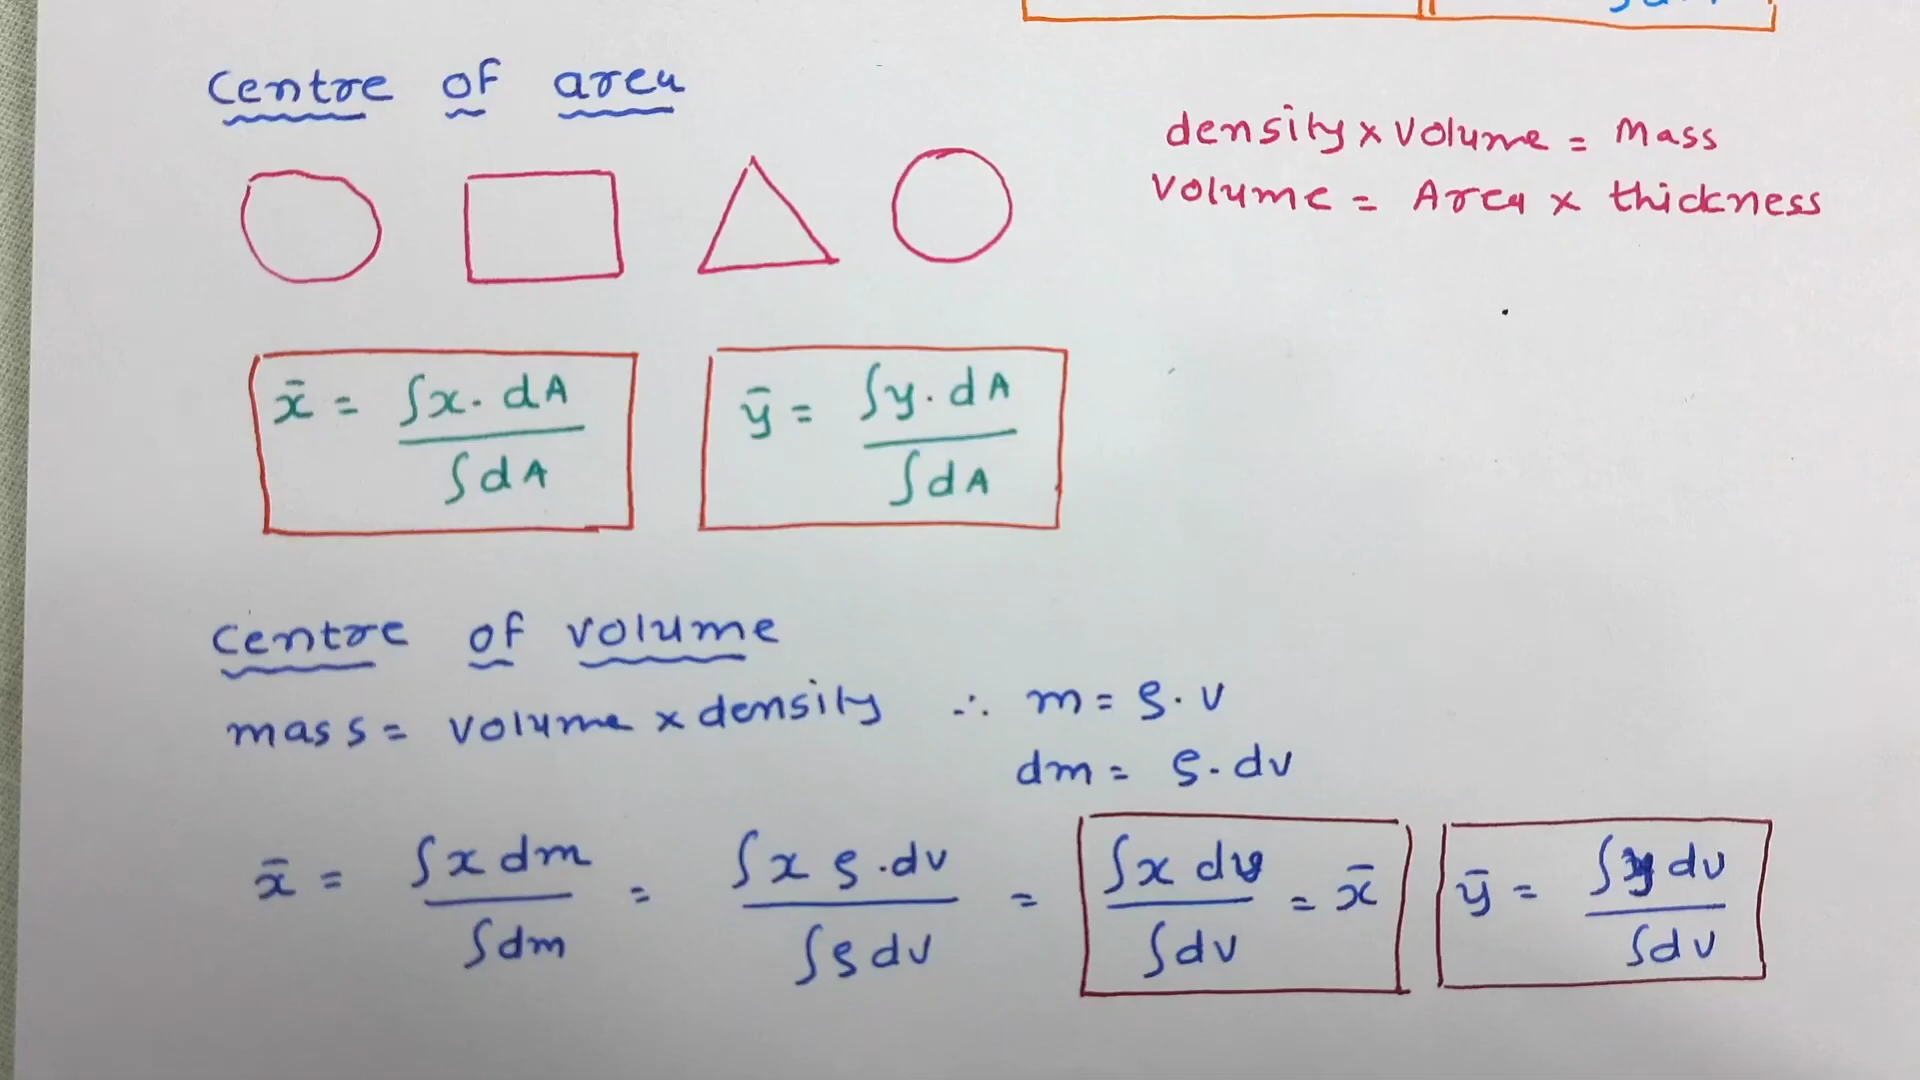 Centre of area
density x volume = Mass
volume = Area x thickness
x̄ = ∫x. dA / ∫dA
ȳ = ∫y. dA / ∫dA
Centre of volume
mass = volume x density ∴ m = ρ. v
dm = ρ. dv
x̄ = ∫x dm / ∫dm = ∫x ρ. dv / ∫ρ dv = ∫x dv / ∫dv = x̄
ȳ = ∫y dv / ∫dv